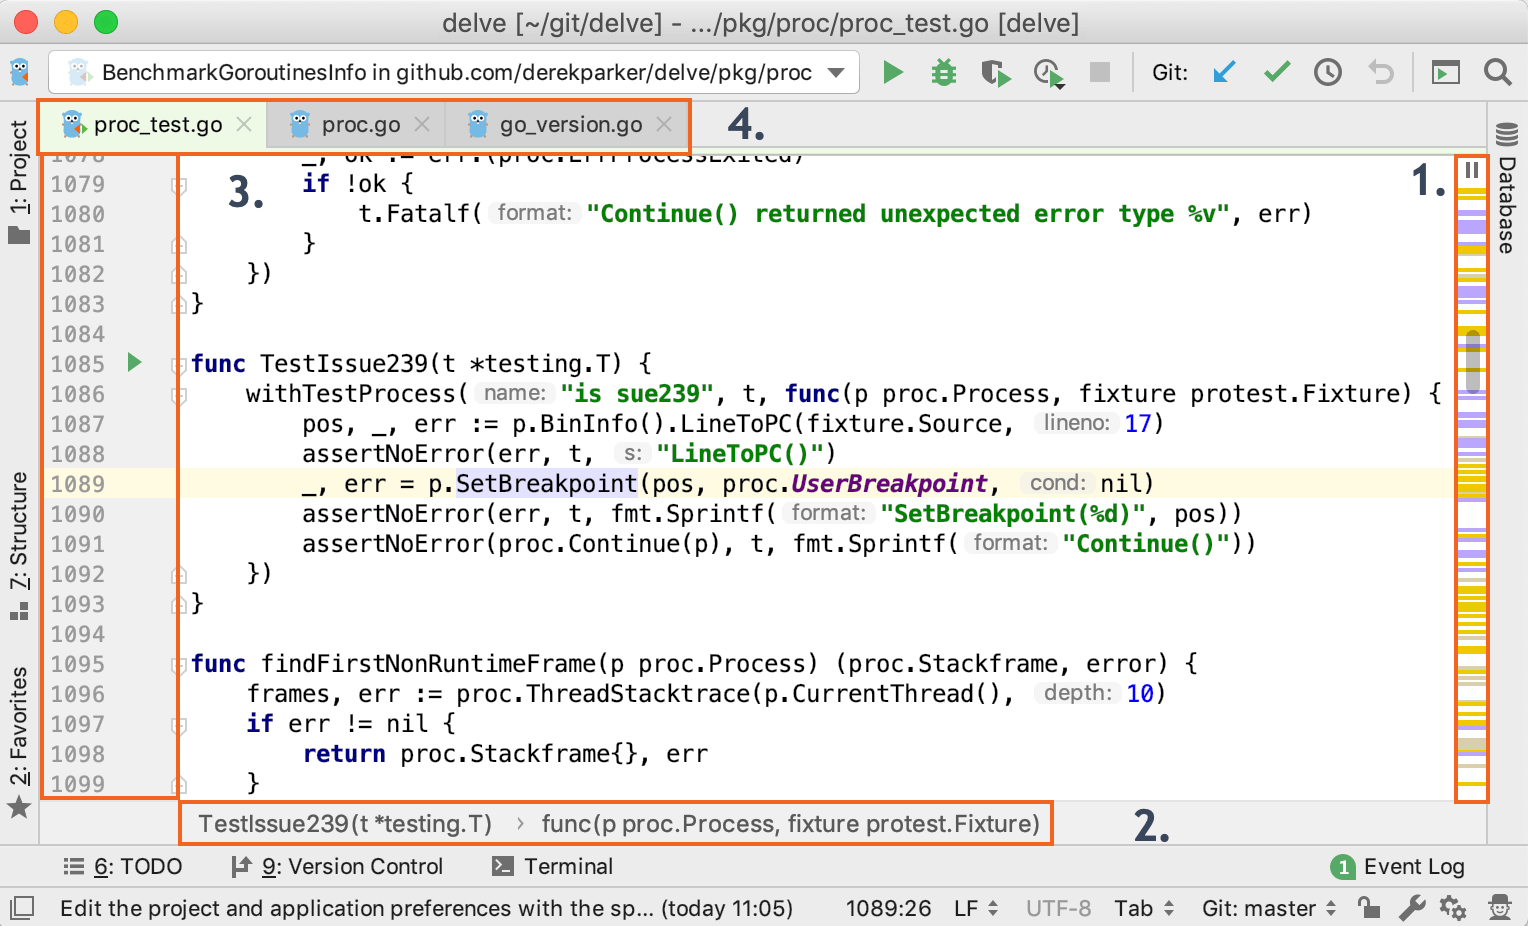 delve [~/git/delve] - .../pkg/proc/proc_test.go [delve]
BenchmarkGoroutinesInfo in github.com/derekparker/delve/pkg/proc
Git:
proc_test.go
proc.go
go_version.go
4.
1: Project
7: Structure
2: Favorites
Database
1.
3.
1078 _, ok := err.(proc.ErrProcessExited)
1079 if !ok {
1080 t.Fatalf( format: "Continue() returned unexpected error type %v", err)
1081 }
1082 })
1083 }
1084
1085 func TestIssue239(t *testing.T) {
1086 withTestProcess( name: "is sue239", t, func(p proc.Process, fixture protest.Fixture) {
1087 pos, _, err := p.BinInfo().LineToPC(fixture.Source, lineno: 17)
1088 assertNoError(err, t, s: "LineToPC()")
1089 _, err = p.SetBreakpoint(pos, proc.UserBreakpoint, cond: nil)
1090 assertNoError(err, t, fmt.Sprintf( format: "SetBreakpoint(%d)", pos))
1091 assertNoError(proc.Continue(p), t, fmt.Sprintf( format: "Continue()"))
1092 })
1093 }
1094
1095 func findFirstNonRuntimeFrame(p proc.Process) (proc.Stackframe, error) {
1096 frames, err := proc.ThreadStacktrace(p.CurrentThread(), depth: 10)
1097 if err != nil {
1098 return proc.Stackframe{}, err
1099 }
TestIssue239(t *testing.T) › func(p proc.Process, fixture protest.Fixture)
2.
6: TODO
9: Version Control
Terminal
1 Event Log
Edit the project and application preferences with the sp... (today 11:05)
1089:26
LF
UTF-8
Tab
Git: master